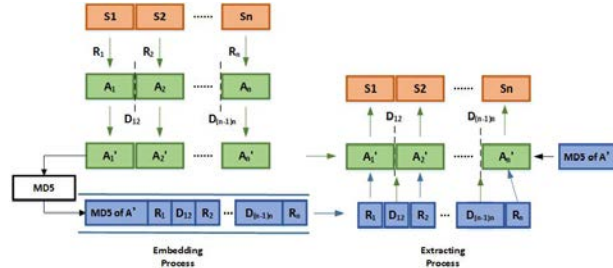 S1 S2 ...... Sn
R₁ R₂ Rₙ
A₁ A₂ ...... Aₙ
D₁₂ D₍ₙ₋₁₎ₙ
A₁' A₂' ...... Aₙ'
MD5
MD5 of A' R₁ D₁₂ R₂ ... D₍ₙ₋₁₎ₙ Rₙ
Embedding
Process
S1 S2 ...... Sn
D₁₂ D₍ₙ₋₁₎ₙ
A₁' A₂' ...... Aₙ' MD5 of A'
R₁ D₁₂ R₂ ... D₍ₙ₋₁₎ₙ Rₙ
Extracting
Process